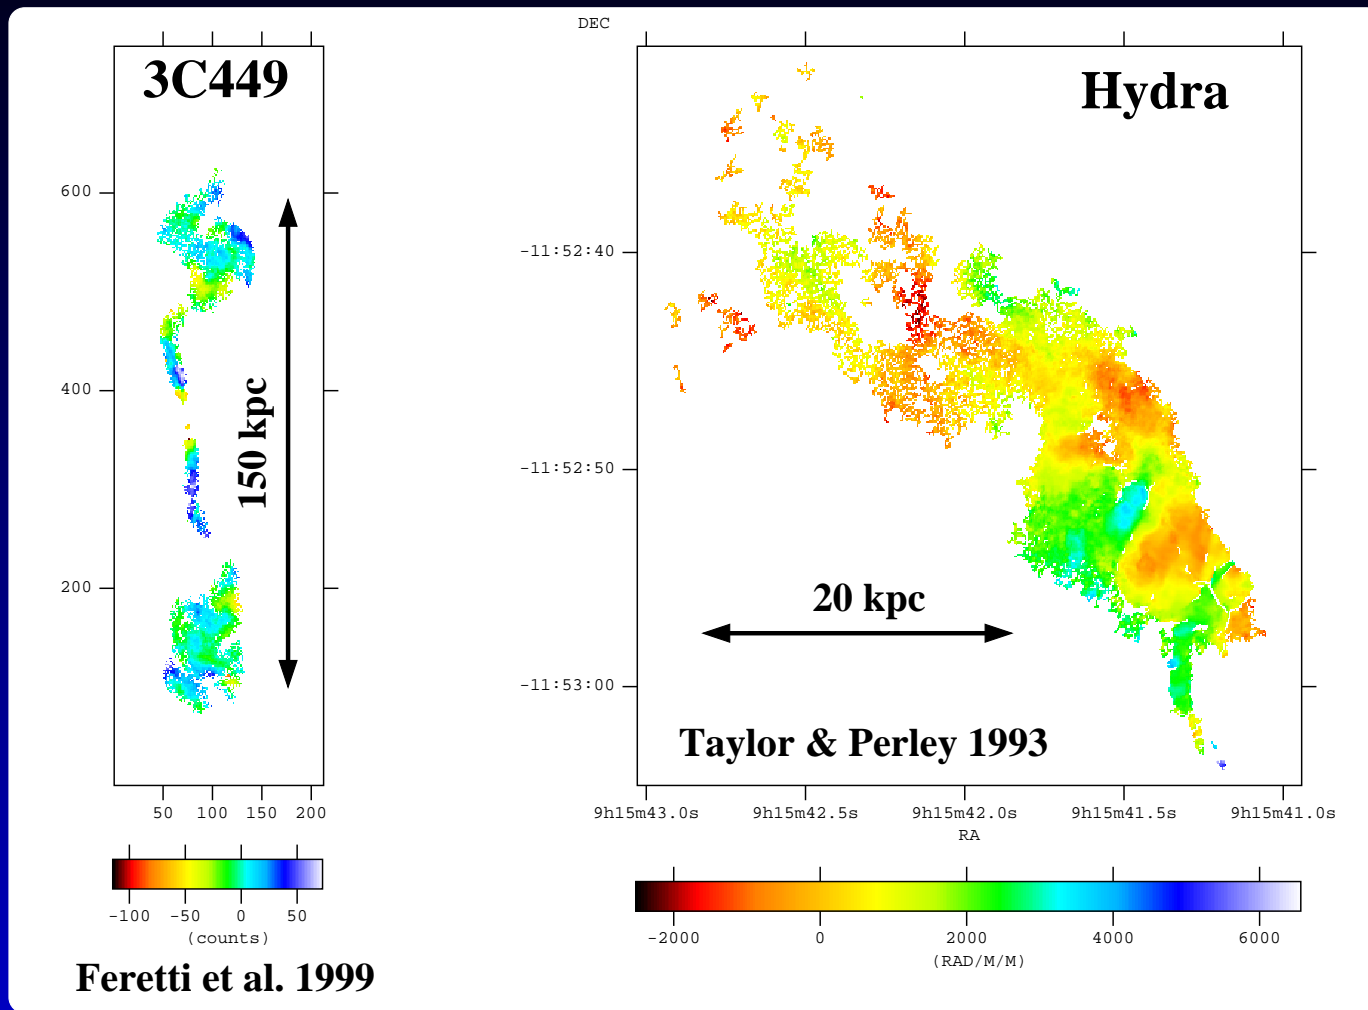 3C449
600
400
200
150 kpc
50 100 150 200
-100 -50 0 50
(counts)
Feretti et al. 1999
DEC
Hydra
-11:52:40
-11:52:50
-11:53:00
20 kpc
Taylor & Perley 1993
9h15m43.0s 9h15m42.5s 9h15m42.0s 9h15m41.5s 9h15m41.0s
RA
-2000 0 2000 4000 6000
(RAD/M/M)